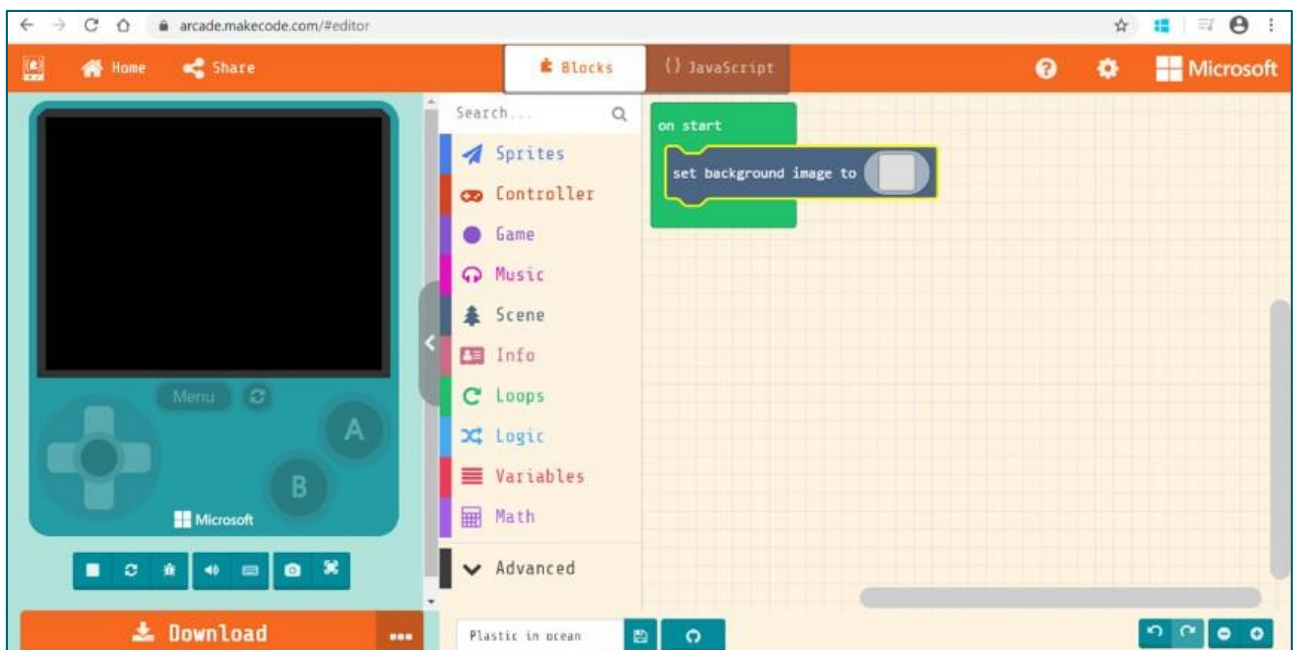 arcade.makecode.com/#editor
Home
Share
Blocks
{} JavaScript
Microsoft
Menu
A
B
Microsoft
Download
Search...
Sprites
Controller
Game
Music
Scene
Info
Loops
Logic
Variables
Math
Advanced
Plastic in ocean
on start
set background image to